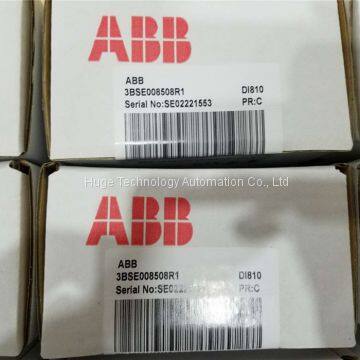 ABB
ABB
3BSE008508R1 DI810
Serial No:SE02221553 PR:C
Huge Technology Automation Co., Ltd
ABB
ABB
3BSE008508R1 DI810
PR:C